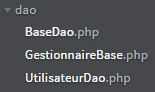 dao
BaseDao.php
GestionnaireBase.php
UtilisateurDao.php